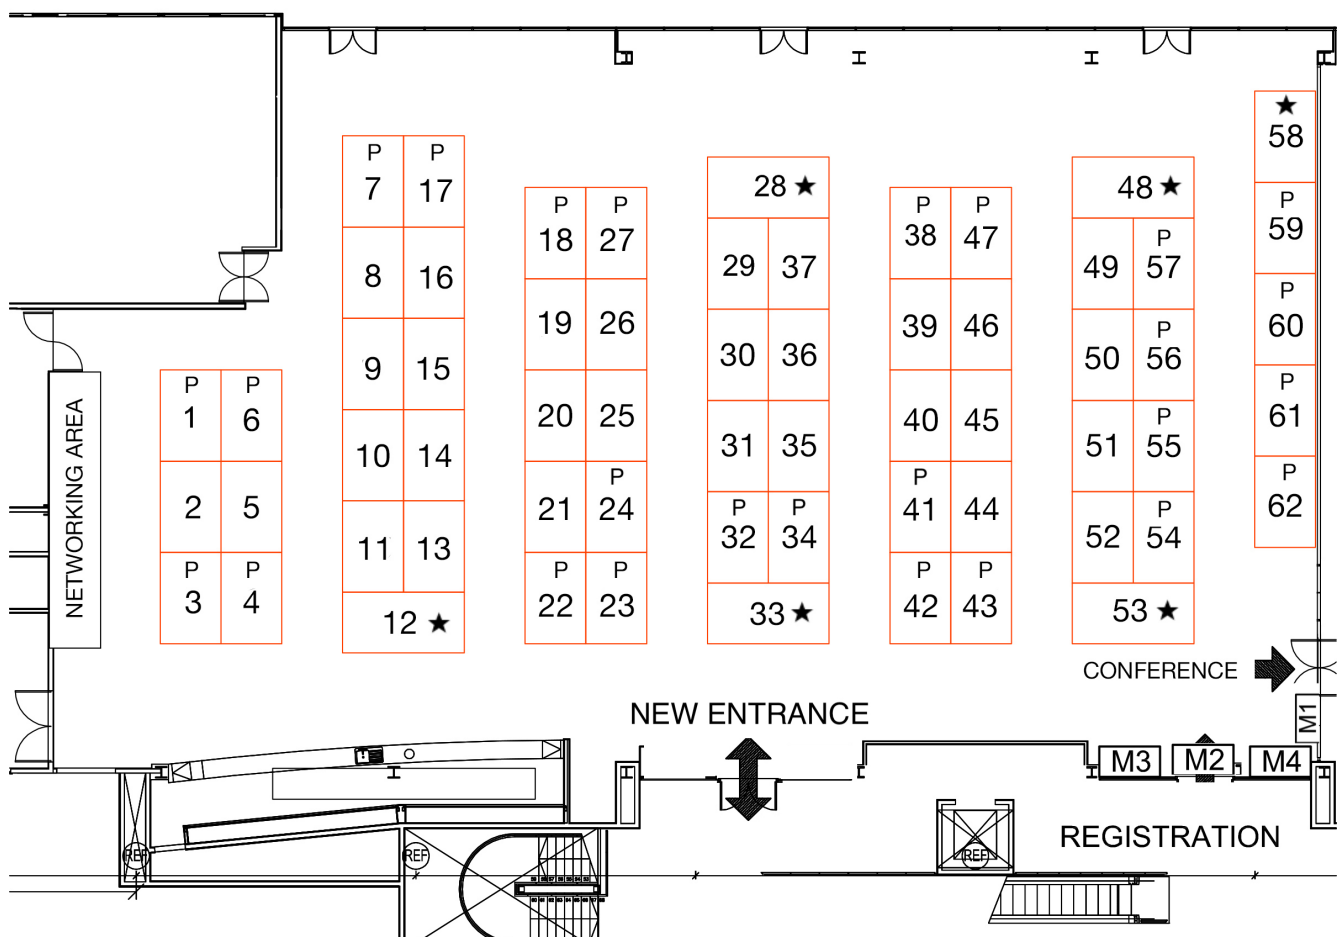 ★
58
P
P
7
17
28 ★
48 ★
P
P
P
P
P
59
18
27
38
47
29
37
49
P
57
8
16
P
60
19
26
39
46
30
36
50
P
56
9
15
P
1
P
6
P
61
20
25
40
45
31
35
51
P
55
10
14
NETWORKING AREA
2
5
21
P
24
P
32
P
34
P
41
44
52
P
54
P
62
11
13
P
3
P
4
P
22
P
23
P
42
P
43
12 ★
33 ★
53 ★
CONFERENCE
NEW ENTRANCE
M1
M3
M2
M4
REGISTRATION
REF
REF
REF